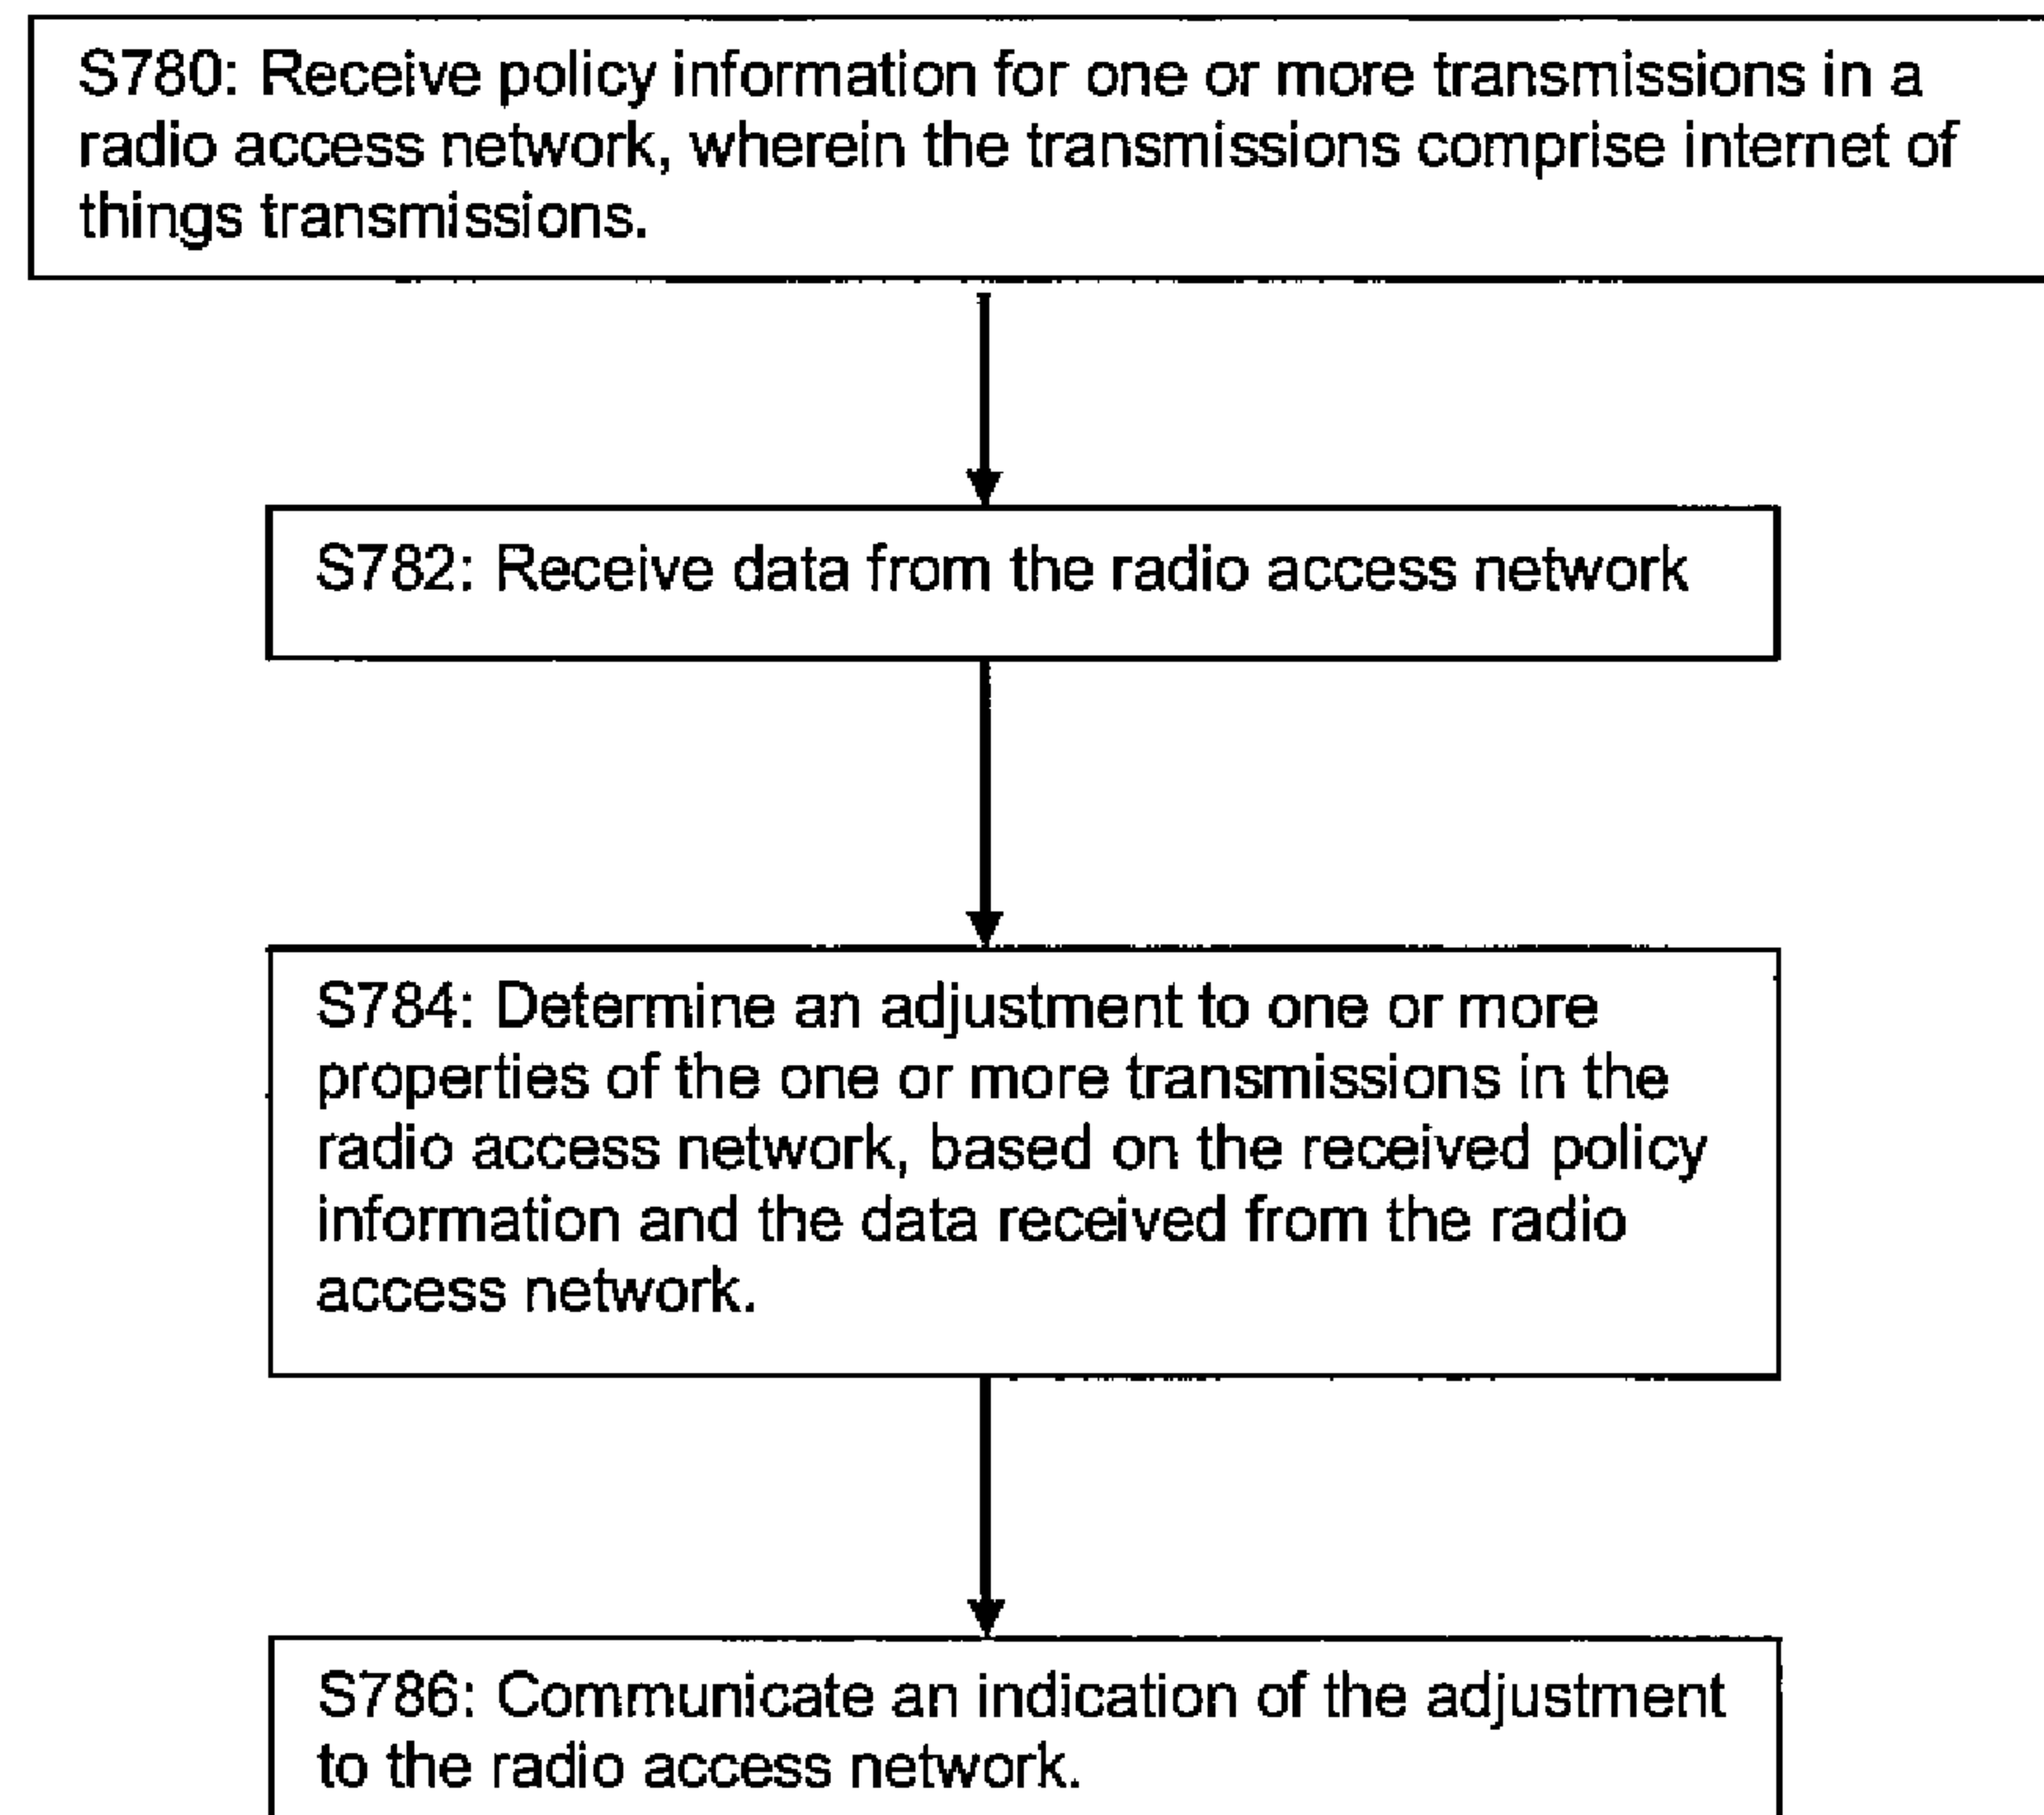 S780: Receive policy information for one or more transmissions in a
radio access network, wherein the transmissions comprise internet of
things transmissions.
S782: Receive data from the radio access network
S784: Determine an adjustment to one or more
properties of the one or more transmissions in the
radio access network, based on the received policy
information and the data received from the radio
access network.
S786: Communicate an indication of the adjustment
to the radio access network.